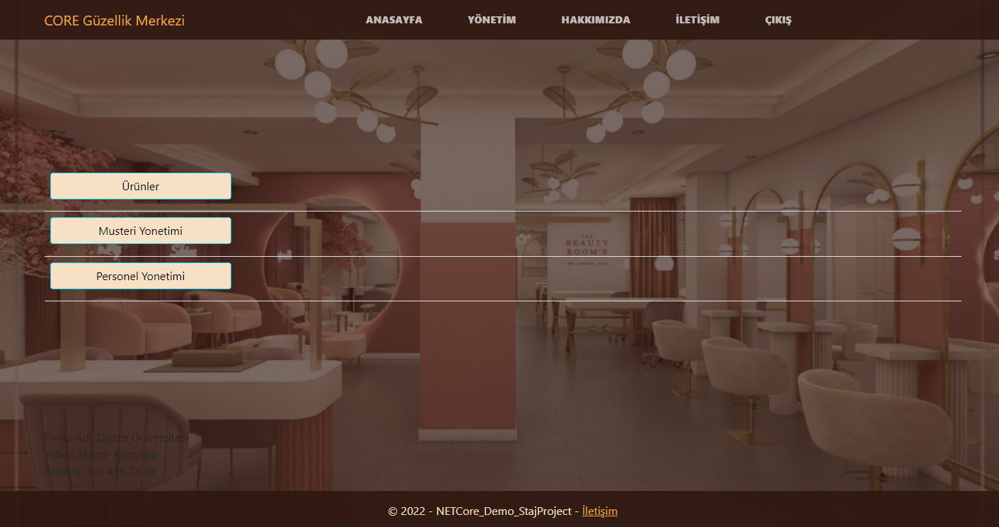 CORE Güzellik Merkezi
ANASAYFA YÖNETİM HAKKIMIZDA İLETİŞİM ÇIKIŞ
Ürünler
Musteri Yonetimi
THE
BEAUTY
ROOM'S
Personel Yonetimi
Firma Adı: Düzce Üniversitesi
Adres: Düzce-Konuralp
Telefon: 123 456 78 98
© 2022 - NETCore_Demo_StajProject - İletişim